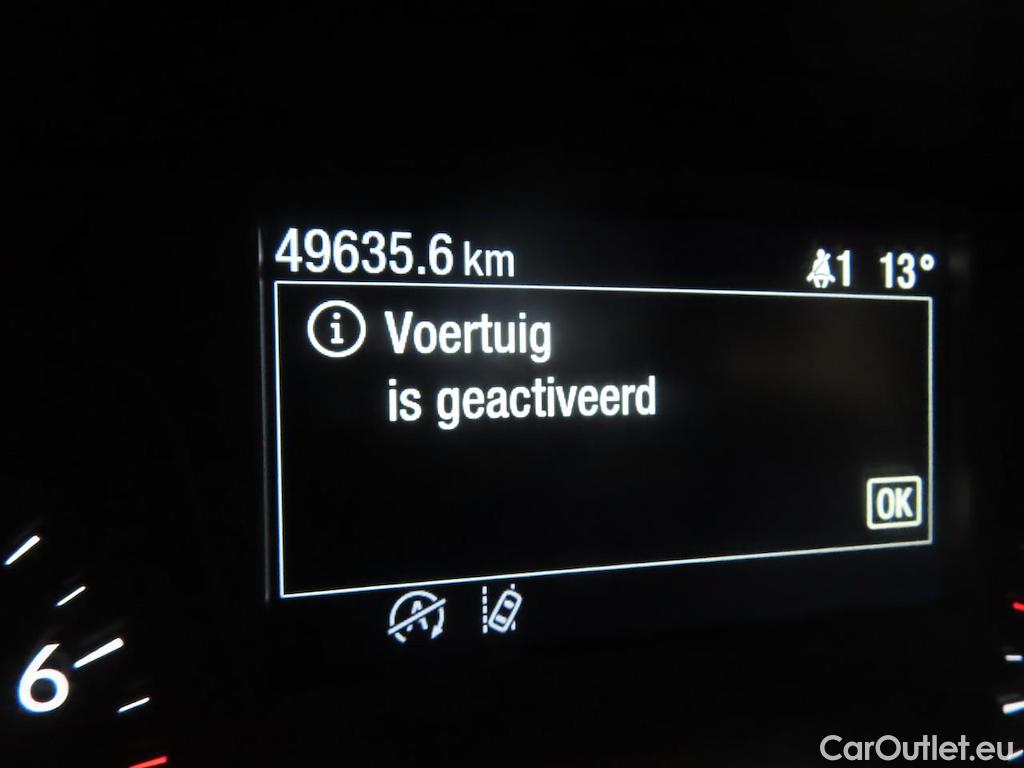 49635.6 km 1 13°
i Voertuig
is geactiveerd
OK
A
6
CarOutlet.eu